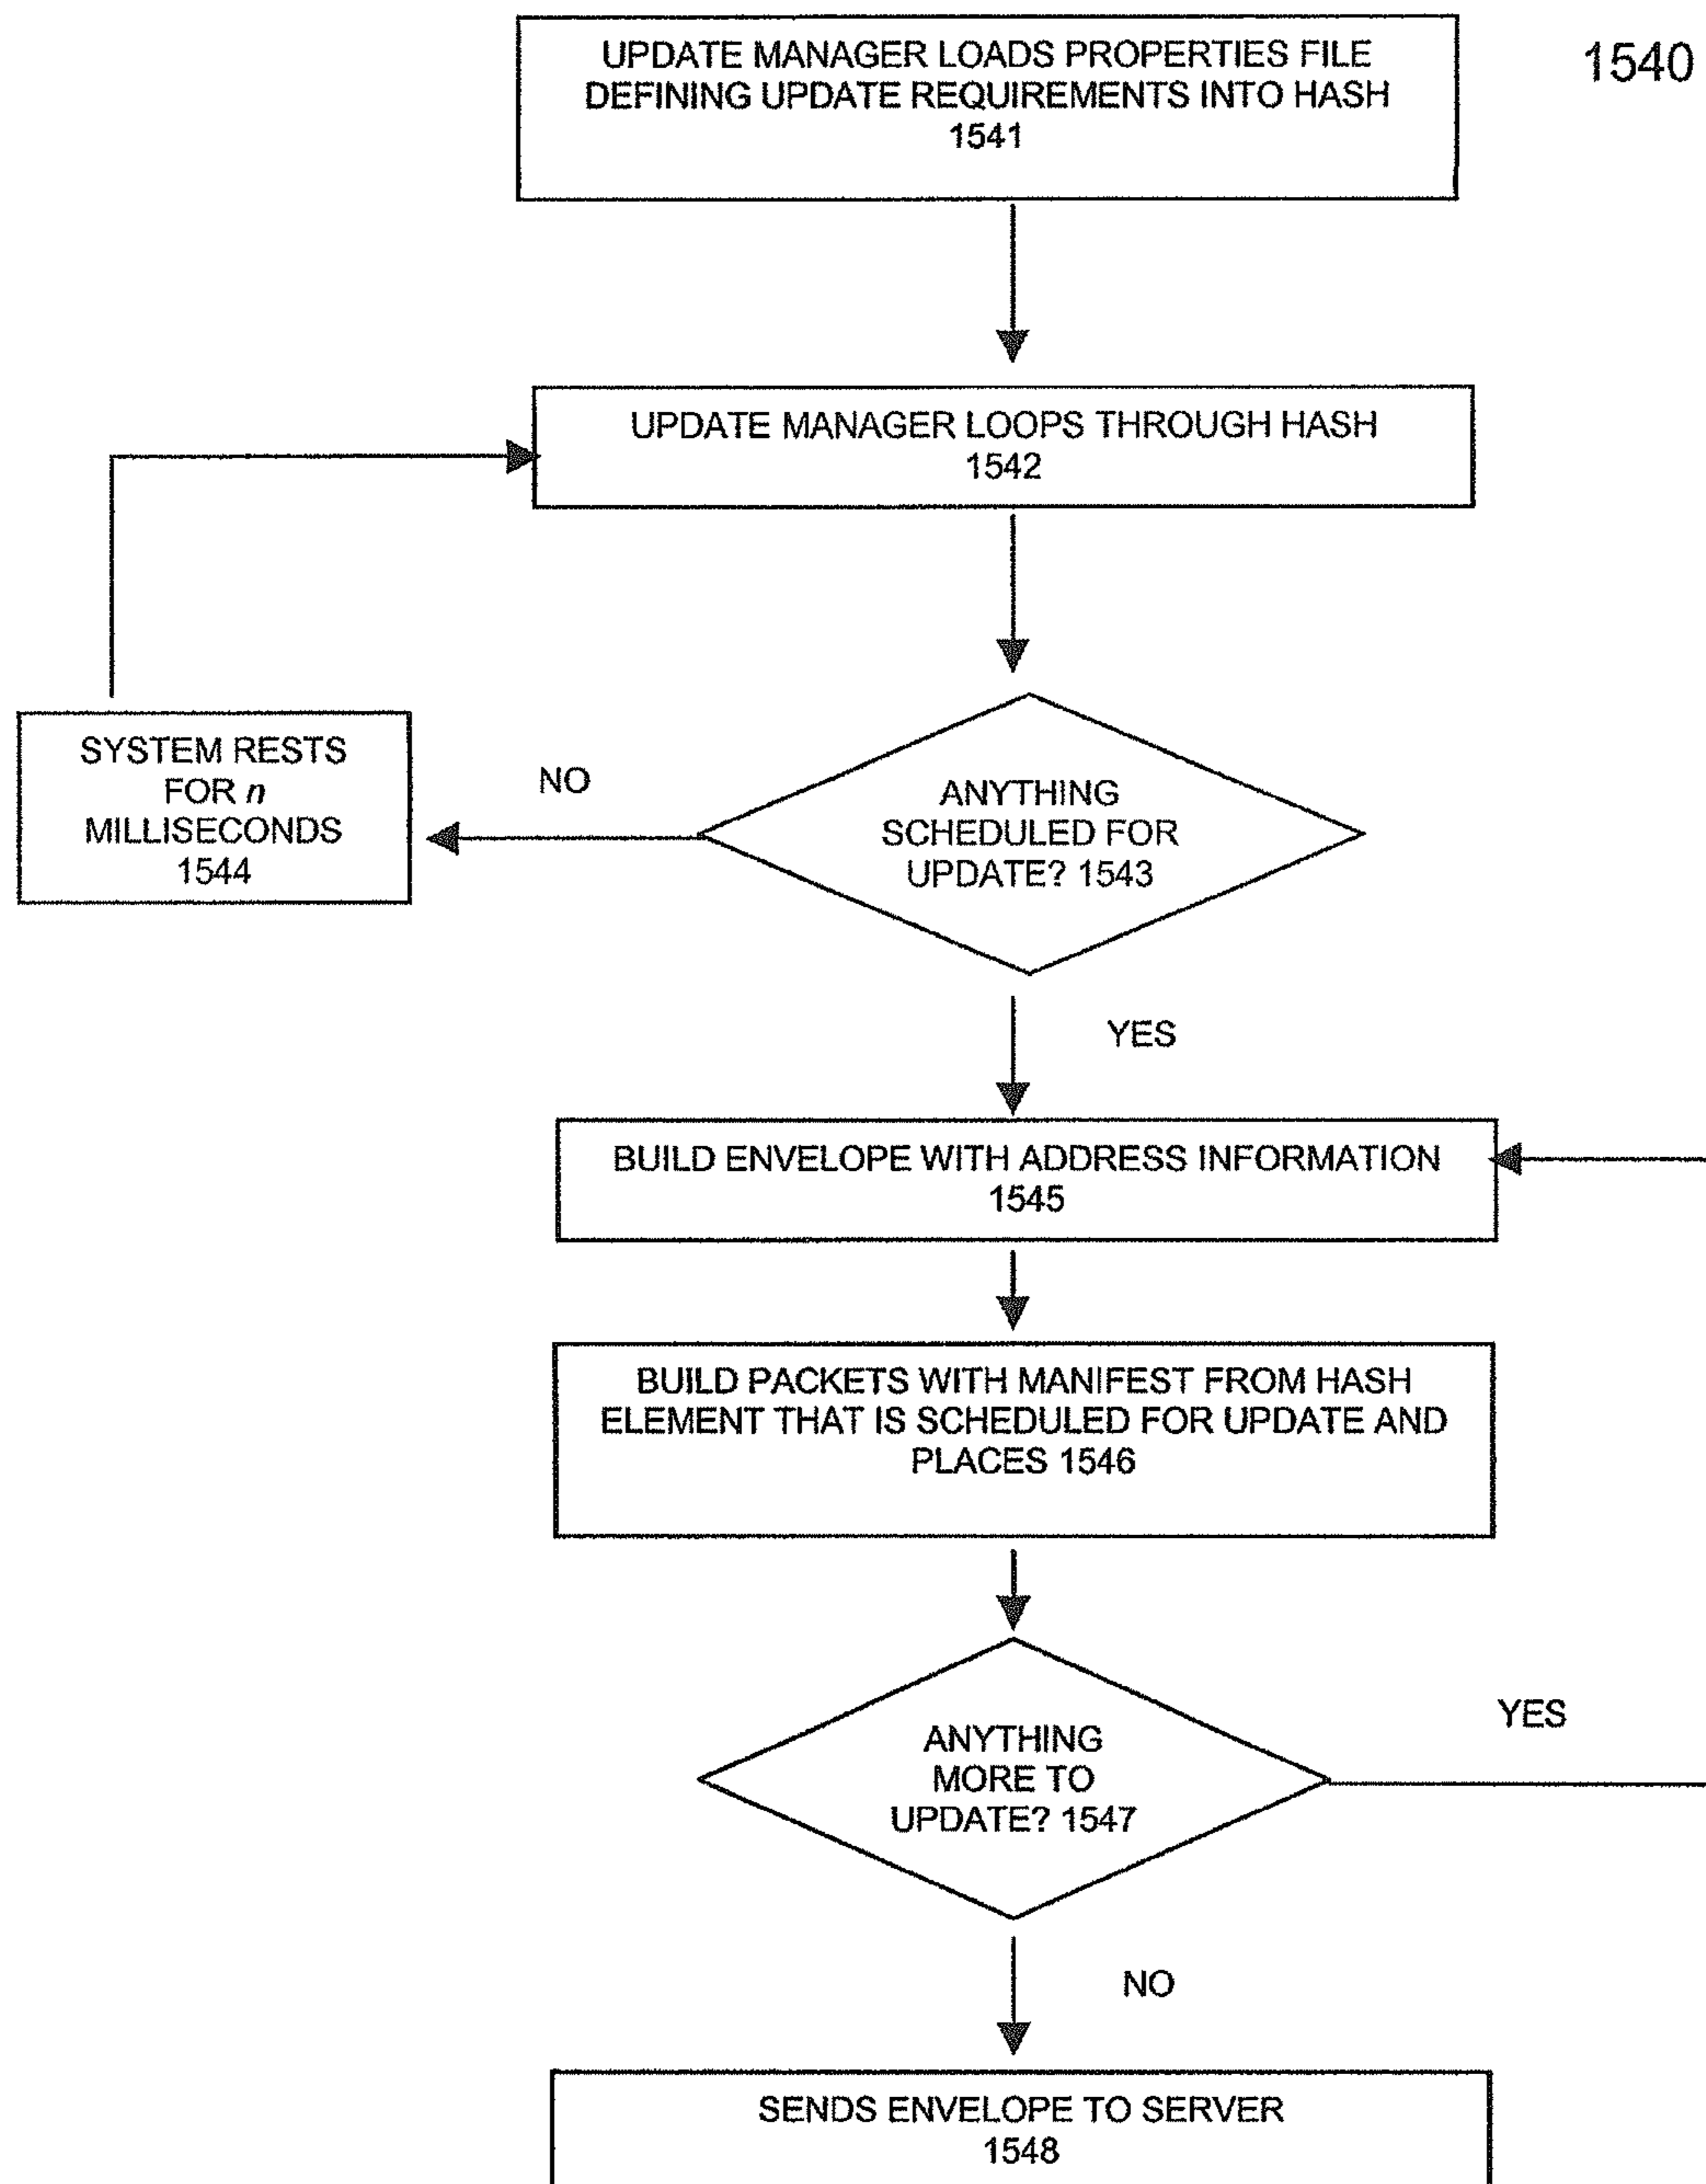 1540
UPDATE MANAGER LOADS PROPERTIES FILE
DEFINING UPDATE REQUIREMENTS INTO HASH
1541
UPDATE MANAGER LOOPS THROUGH HASH
1542
SYSTEM RESTS
FOR n
MILLISECONDS
1544
NO
ANYTHING
SCHEDULED FOR
UPDATE? 1543
YES
BUILD ENVELOPE WITH ADDRESS INFORMATION
1545
BUILD PACKETS WITH MANIFEST FROM HASH
ELEMENT THAT IS SCHEDULED FOR UPDATE AND
PLACES 1546
ANYTHING
MORE TO
UPDATE? 1547
YES
NO
SENDS ENVELOPE TO SERVER
1548